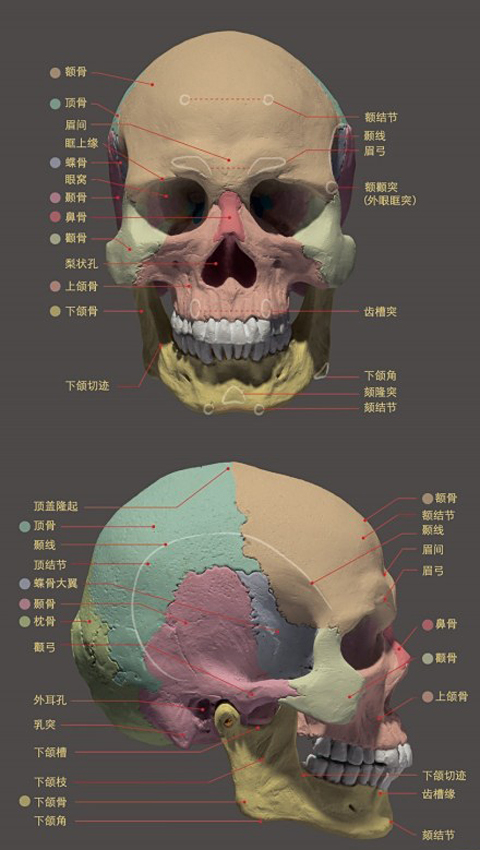 额骨
顶骨
眉间
眶上缘
蝶骨
眼窝
颞骨
鼻骨
颧骨
梨状孔
上颌骨
下颌骨
下颌切迹
额结节
颞线
眉弓
额颧突
(外眼眶突)
齿槽突
下颌角
颏隆突
颏结节
顶盖隆起
顶骨
颞线
顶结节
蝶骨大翼
颞骨
枕骨
颧弓
外耳孔
乳突
下颌槽
下颌枝
下颌骨
下颌角
额骨
额结节
颞线
眉间
眉弓
鼻骨
颧骨
上颌骨
下颌切迹
齿槽缘
颏结节